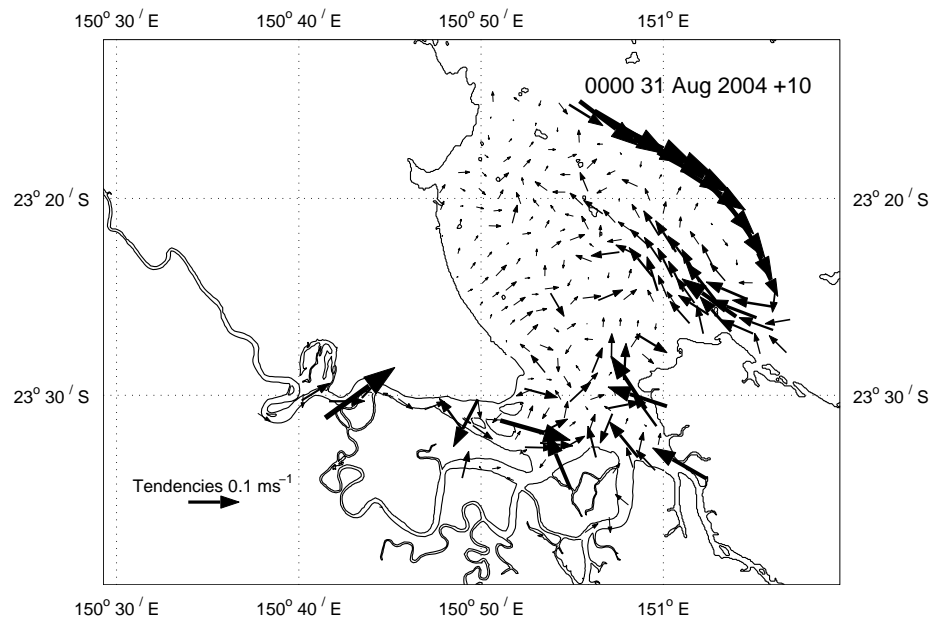 150° 30′ E 150° 40′ E 150° 50′ E 151° E
0000 31 Aug 2004 +10
23° 20′ S 23° 20′ S
23° 30′ S 23° 30′ S
Tendencies 0.1 ms⁻¹
150° 30′ E 150° 40′ E 150° 50′ E 151° E